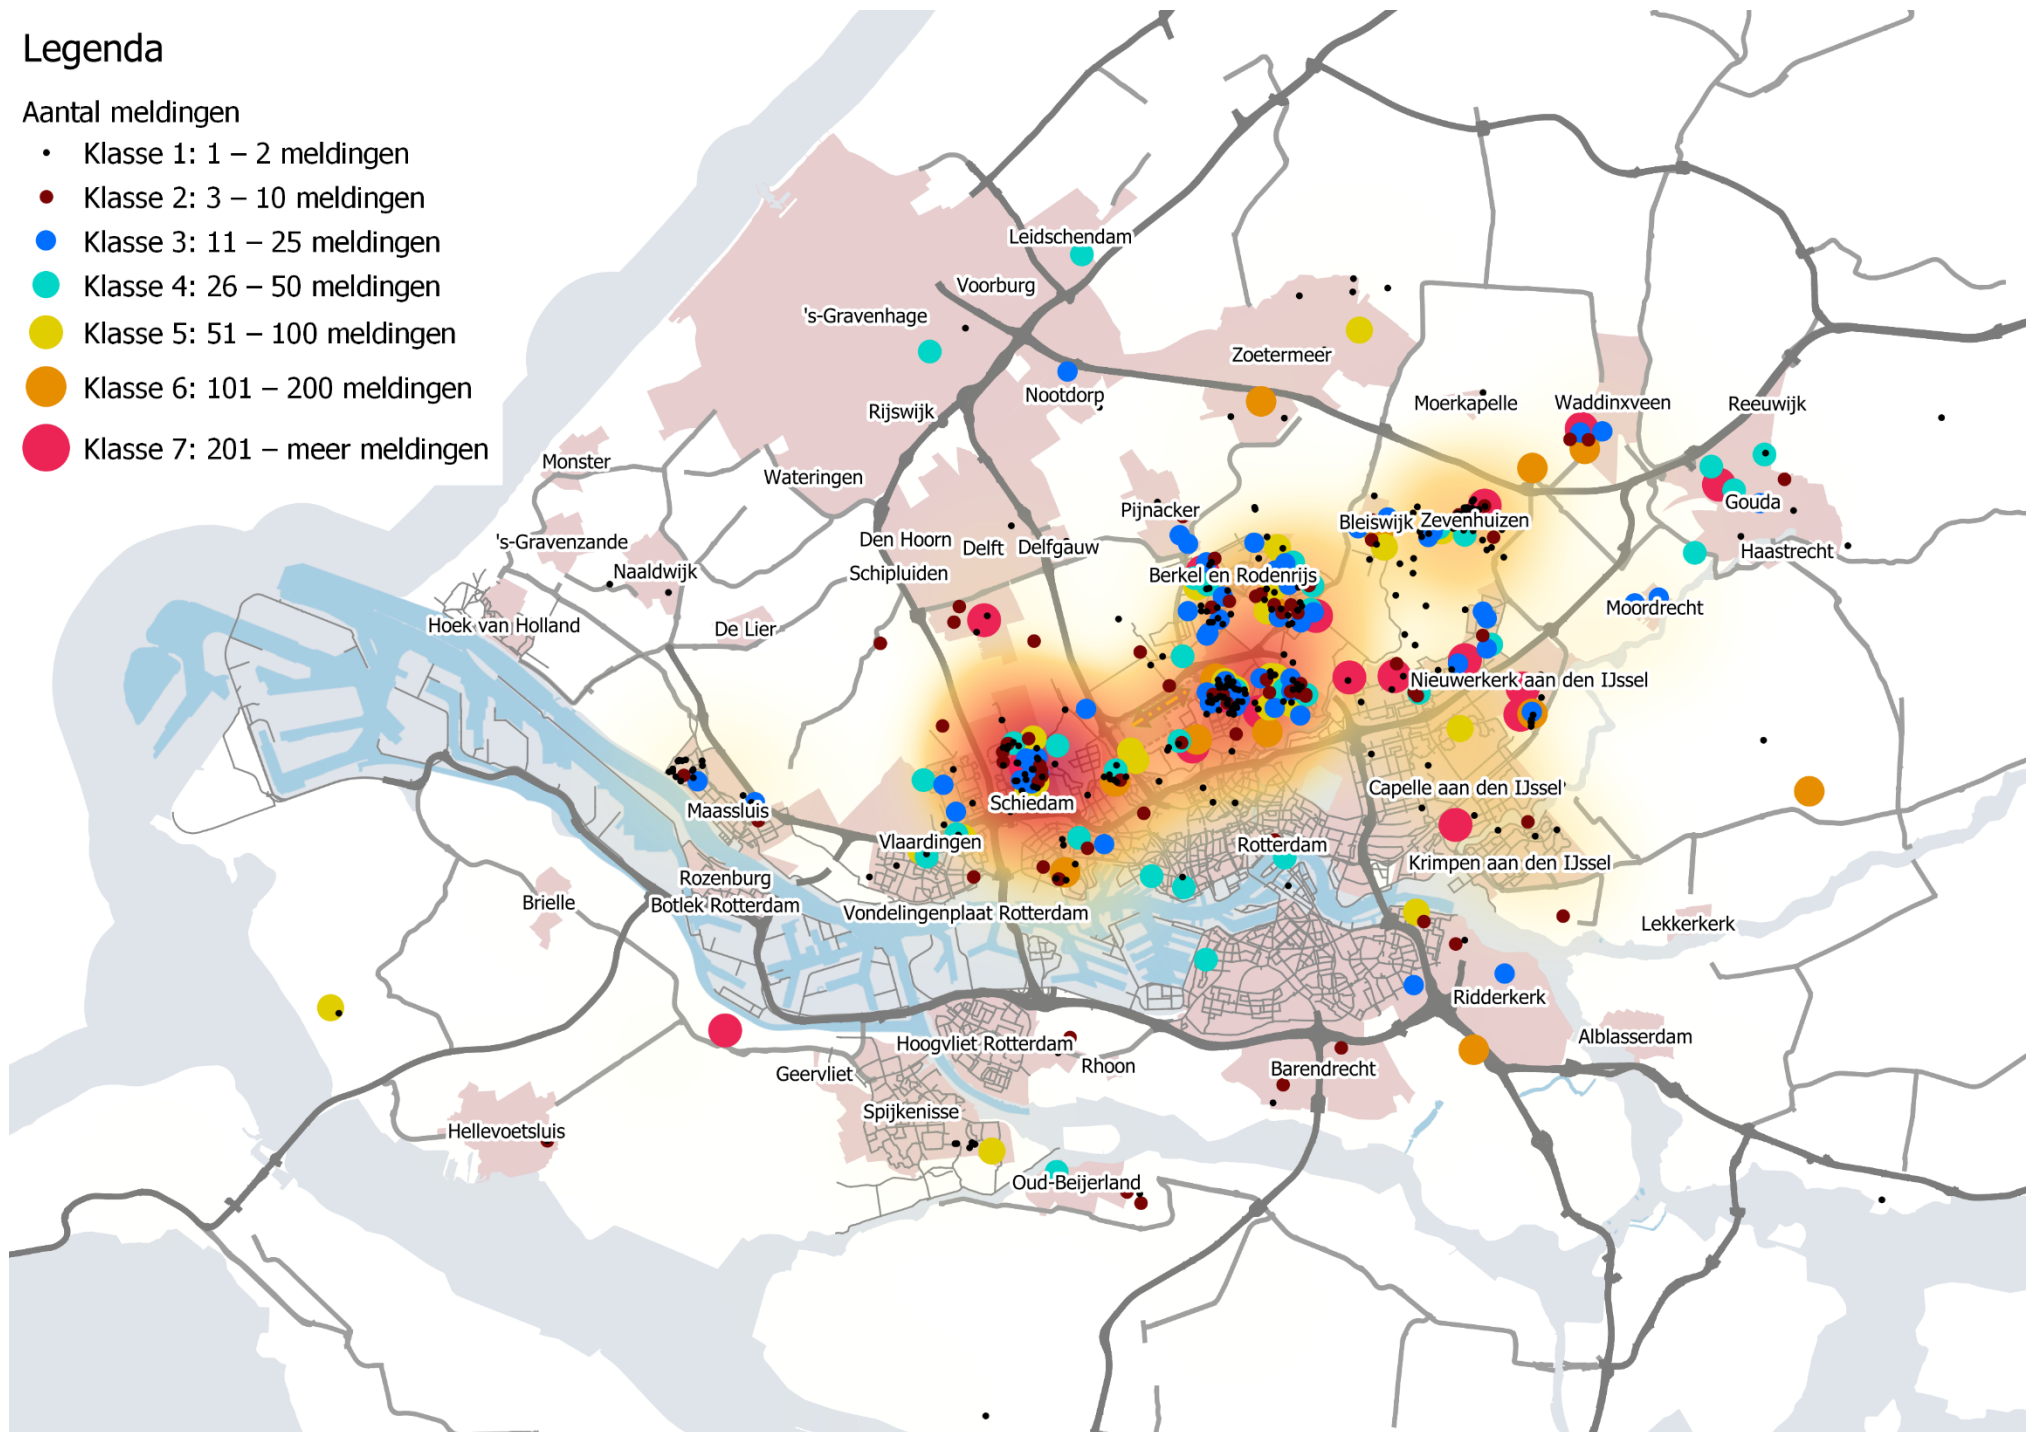 Legenda
Aantal meldingen
Klasse 1: 1 – 2 meldingen
Klasse 2: 3 – 10 meldingen
Klasse 3: 11 – 25 meldingen
Klasse 4: 26 – 50 meldingen
Klasse 5: 51 – 100 meldingen
Klasse 6: 101 – 200 meldingen
Klasse 7: 201 – meer meldingen
Leidschendam
Voorburg
's-Gravenhage
Zoetermeer
Nootdorp
Rijswijk
Moerkapelle
Waddinxveen
Reeuwijk
Monster
Wateringen
Pijnacker
Bleiswijk
Zevenhuizen
Gouda
's-Gravenzande
Den Hoorn
Delft
Delfgauw
Haastrecht
Naaldwijk
Schipluiden
Berkel en Rodenrijs
Moordrecht
Hoek van Holland
De Lier
Nieuwerkerk aan den IJssel
Capelle aan den IJssel
Schiedam
Maassluis
Vlaardingen
Rotterdam
Krimpen aan den IJssel
Rozenburg
Brielle
Botlek Rotterdam
Vondelingenplaat Rotterdam
Lekkerkerk
Ridderkerk
Alblasserdam
Hoogvliet Rotterdam
Rhoon
Barendrecht
Geervliet
Spijkenisse
Hellevoetsluis
Oud-Beijerland